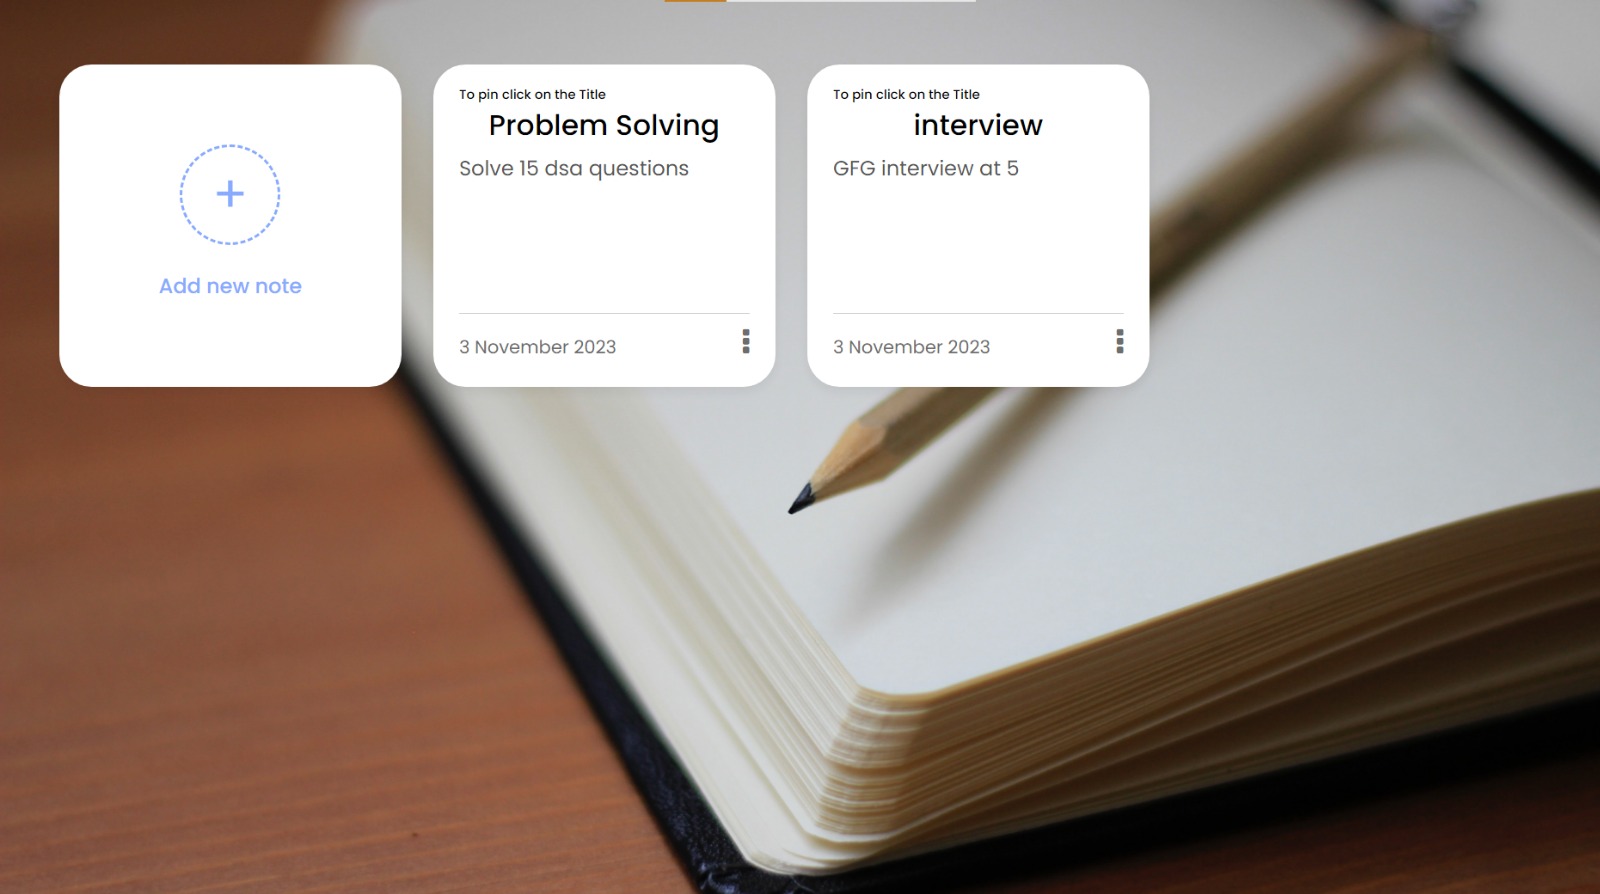 Add new note
To pin click on the Title
Problem Solving
Solve 15 dsa questions
3 November 2023
To pin click on the Title
interview
GFG interview at 5
3 November 2023